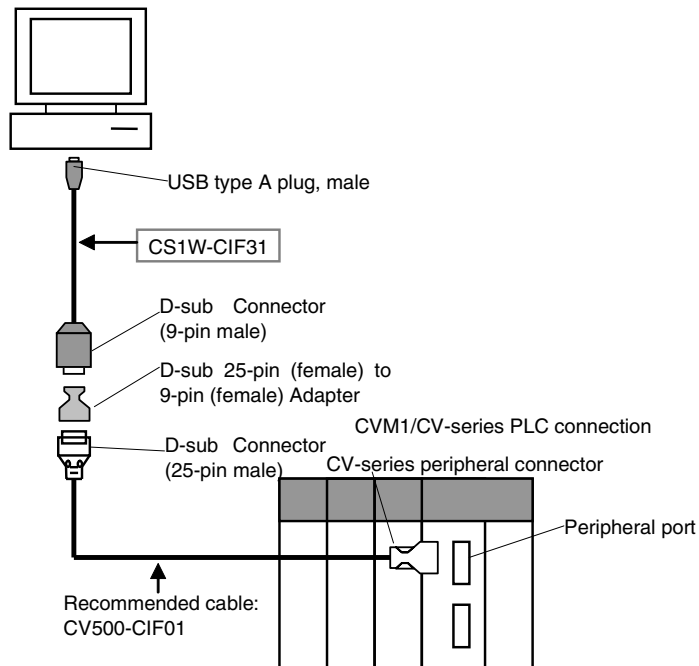 USB type A plug, male
CS1W-CIF31
D-sub Connector
(9-pin male)
D-sub 25-pin (female) to
9-pin (female) Adapter
CVM1/CV-series PLC connection
D-sub Connector
(25-pin male)
CV-series peripheral connector
Peripheral port
Recommended cable:
CV500-CIF01